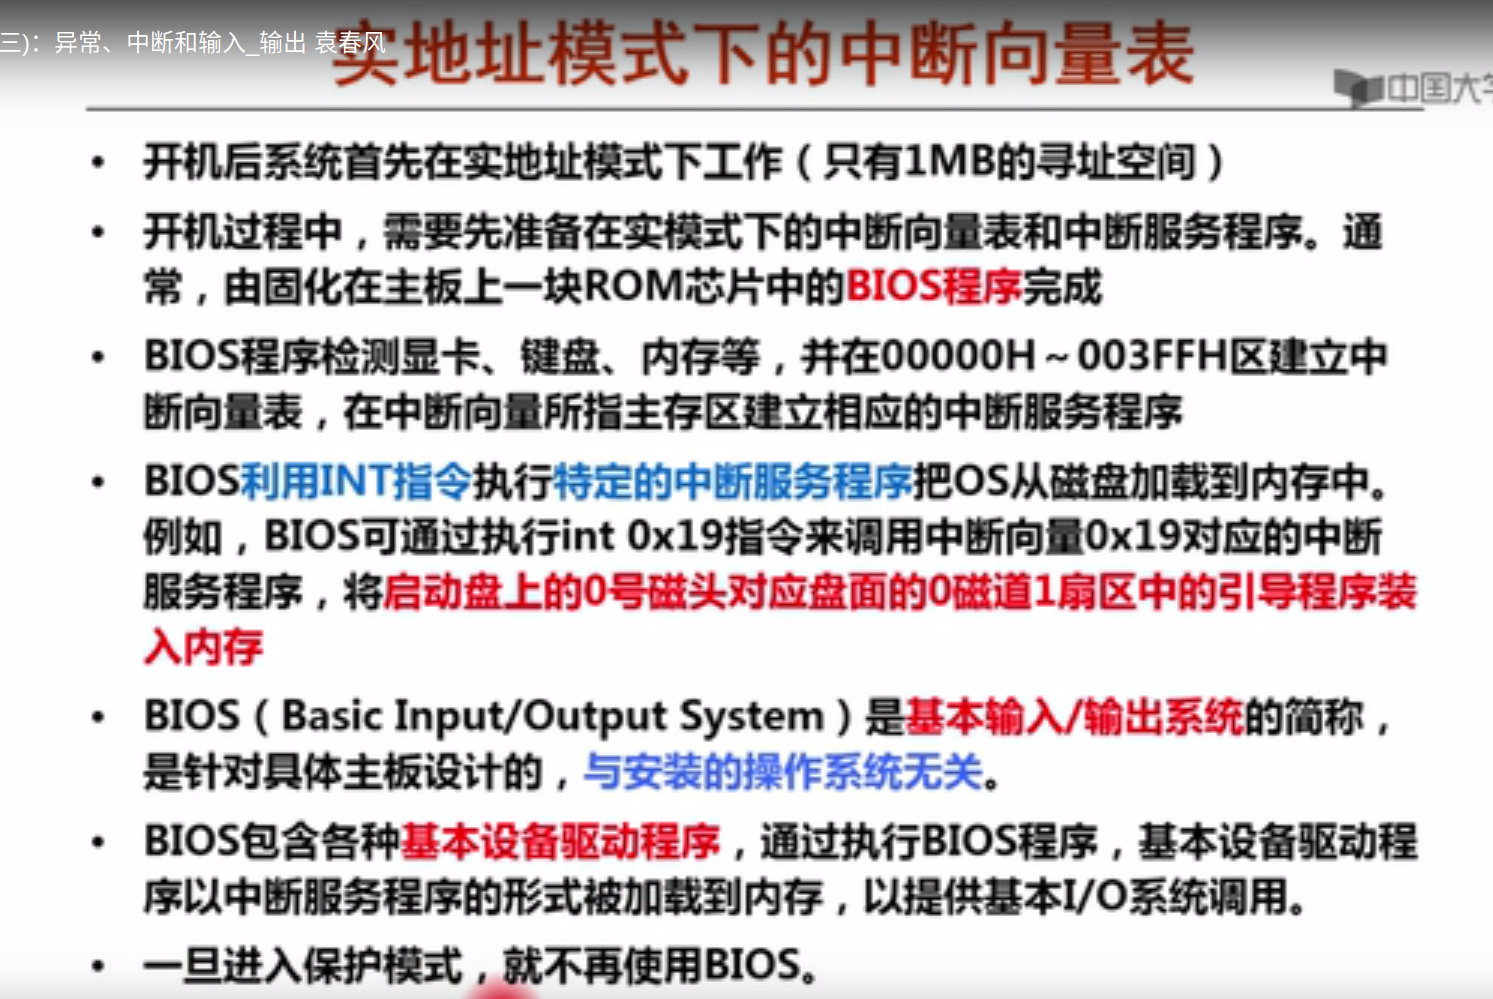 三)：异常、中断和输入_输出 袁春风
实地址模式下的中断向量表
中国大学
• 开机后系统首先在实地址模式下工作（只有1MB的寻址空间）
• 开机过程中，需要先准备在实模式下的中断向量表和中断服务程序。通
常，由固化在主板上一块ROM芯片中的BIOS程序完成
• BIOS程序检测显卡、键盘、内存等，并在00000H～003FFH区建立中
断向量表，在中断向量所指主存区建立相应的中断服务程序
• BIOS利用INT指令执行特定的中断服务程序把OS从磁盘加载到内存中。
例如，BIOS可通过执行int 0x19指令来调用中断向量0x19对应的中断
服务程序，将启动盘上的0号磁头对应盘面的0磁道1扇区中的引导程序装
入内存
• BIOS（Basic Input/Output System）是基本输入/输出系统的简称，
是针对具体主板设计的，与安装的操作系统无关。
• BIOS包含各种基本设备驱动程序，通过执行BIOS程序，基本设备驱动程
序以中断服务程序的形式被加载到内存，以提供基本I/O系统调用。
• 一旦进入保护模式，就不再使用BIOS。